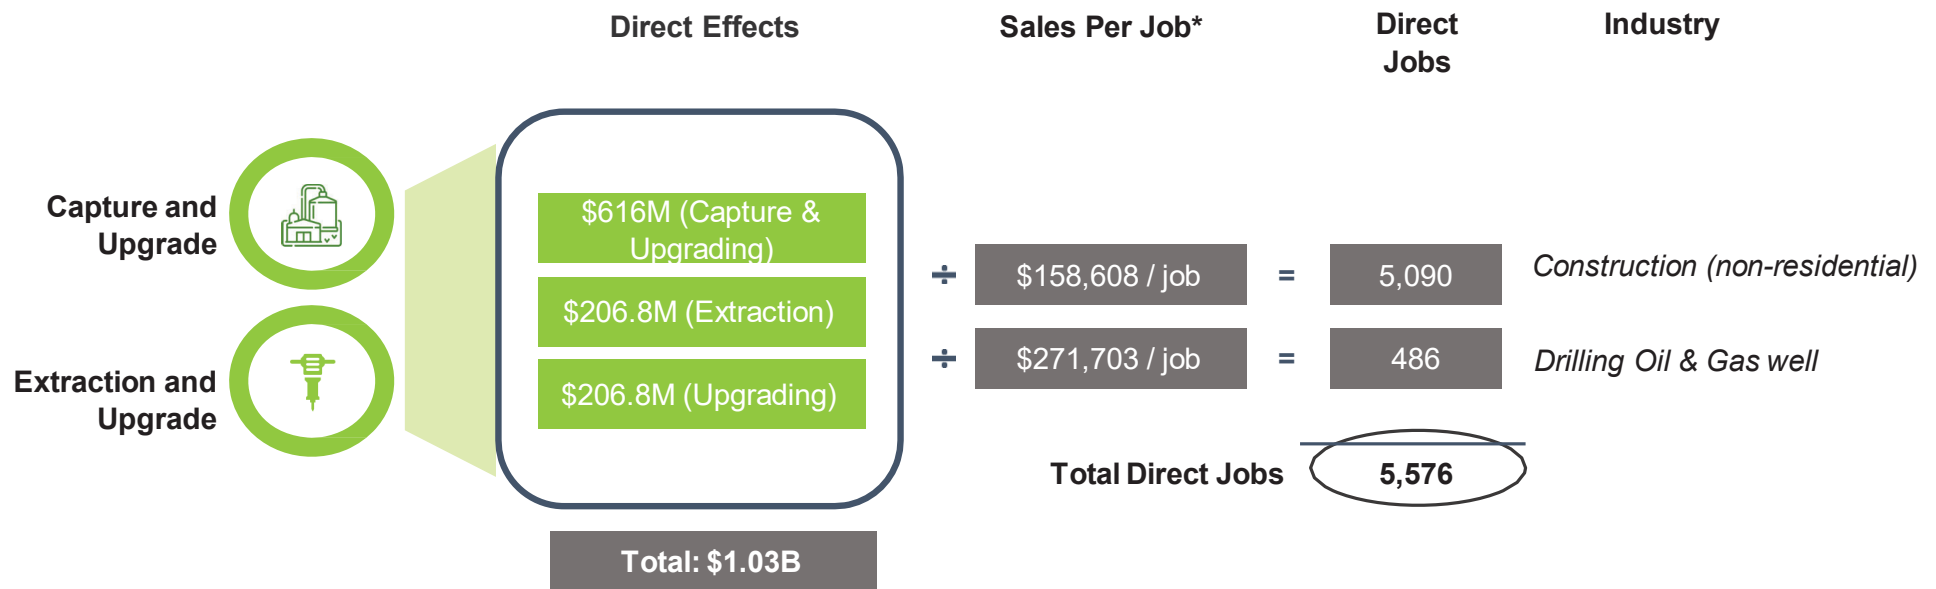 Direct Effects
Sales Per Job*
Direct
Jobs
Industry
Capture and
Upgrade
Extraction and
Upgrade
$616M (Capture &
Upgrading)
$206.8M (Extraction)
$206.8M (Upgrading)
÷ $158,608 / job = 5,090 Construction (non-residential)
÷ $271,703 / job = 486 Drilling Oil & Gas well
Total Direct Jobs 5,576
Total: $1.03B